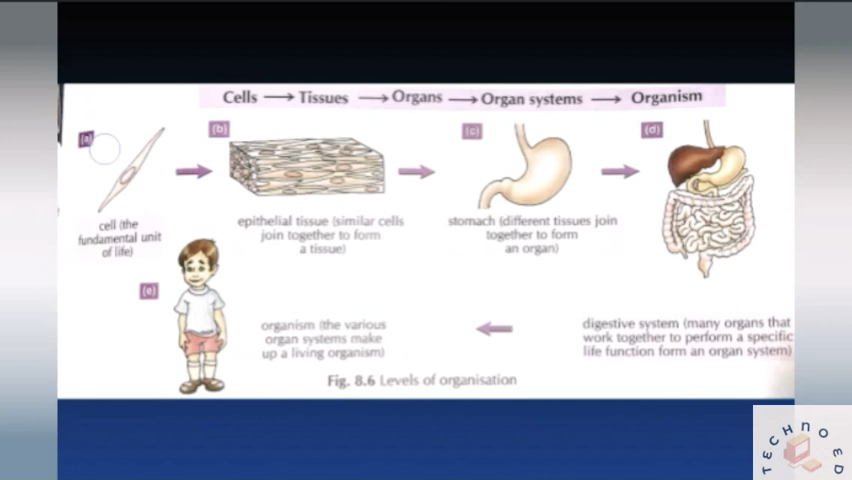 Cells → Tissues → Organs → Organ systems → Organism
(a)
(b)
(c)
(d)
cell (the
fundamental unit
of life)
epithelial tissue (similar cells
join together to form
a tissue)
stomach (different tissues join
together to form
an organ)
(e)
organism (the various
organ systems make
up a living organism)
digestive system (many organs that
work together to perform a specific
life function form an organ system)
Fig. 8.6 Levels of organisation
TECHNOED